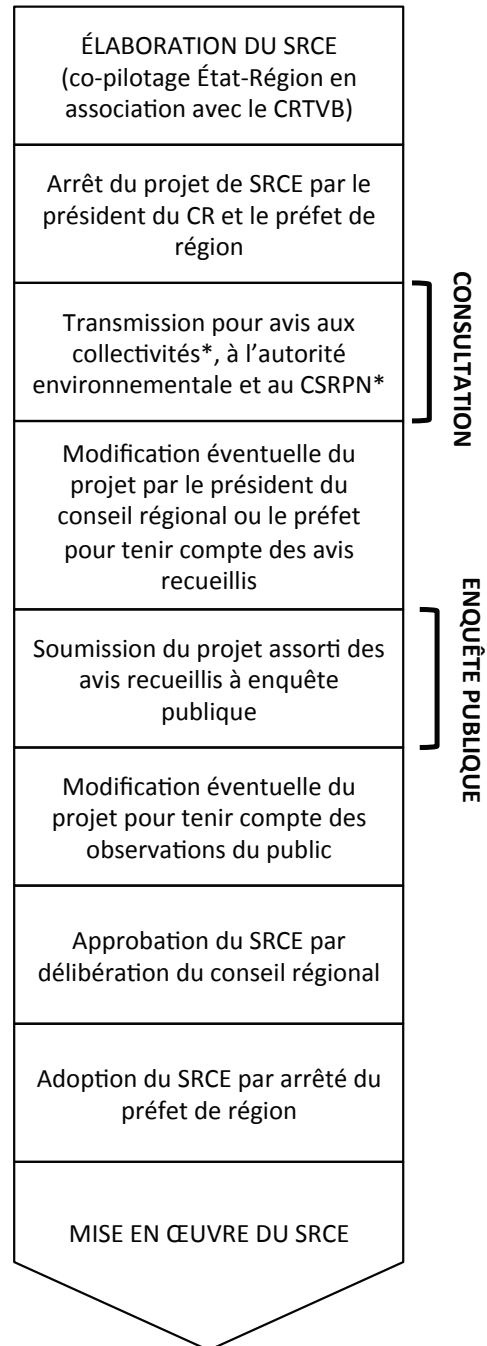 ÉLABORATION DU SRCE
(co-pilotage État-Région en
association avec le CRTVB)
Arrêt du projet de SRCE par le
président du CR et le préfet de
région
Transmission pour avis aux
collectivités*, à l’autorité
environnementale et au CSRPN*
CONSULTATION
Modification éventuelle du
projet par le président du
conseil régional ou le préfet
pour tenir compte des avis
recueillis
Soumission du projet assorti des
avis recueillis à enquête
publique
ENQUÊTE PUBLIQUE
Modification éventuelle du
projet pour tenir compte des
observations du public
Approbation du SRCE par
délibération du conseil régional
Adoption du SRCE par arrêté du
préfet de région
MISE EN ŒUVRE DU SRCE